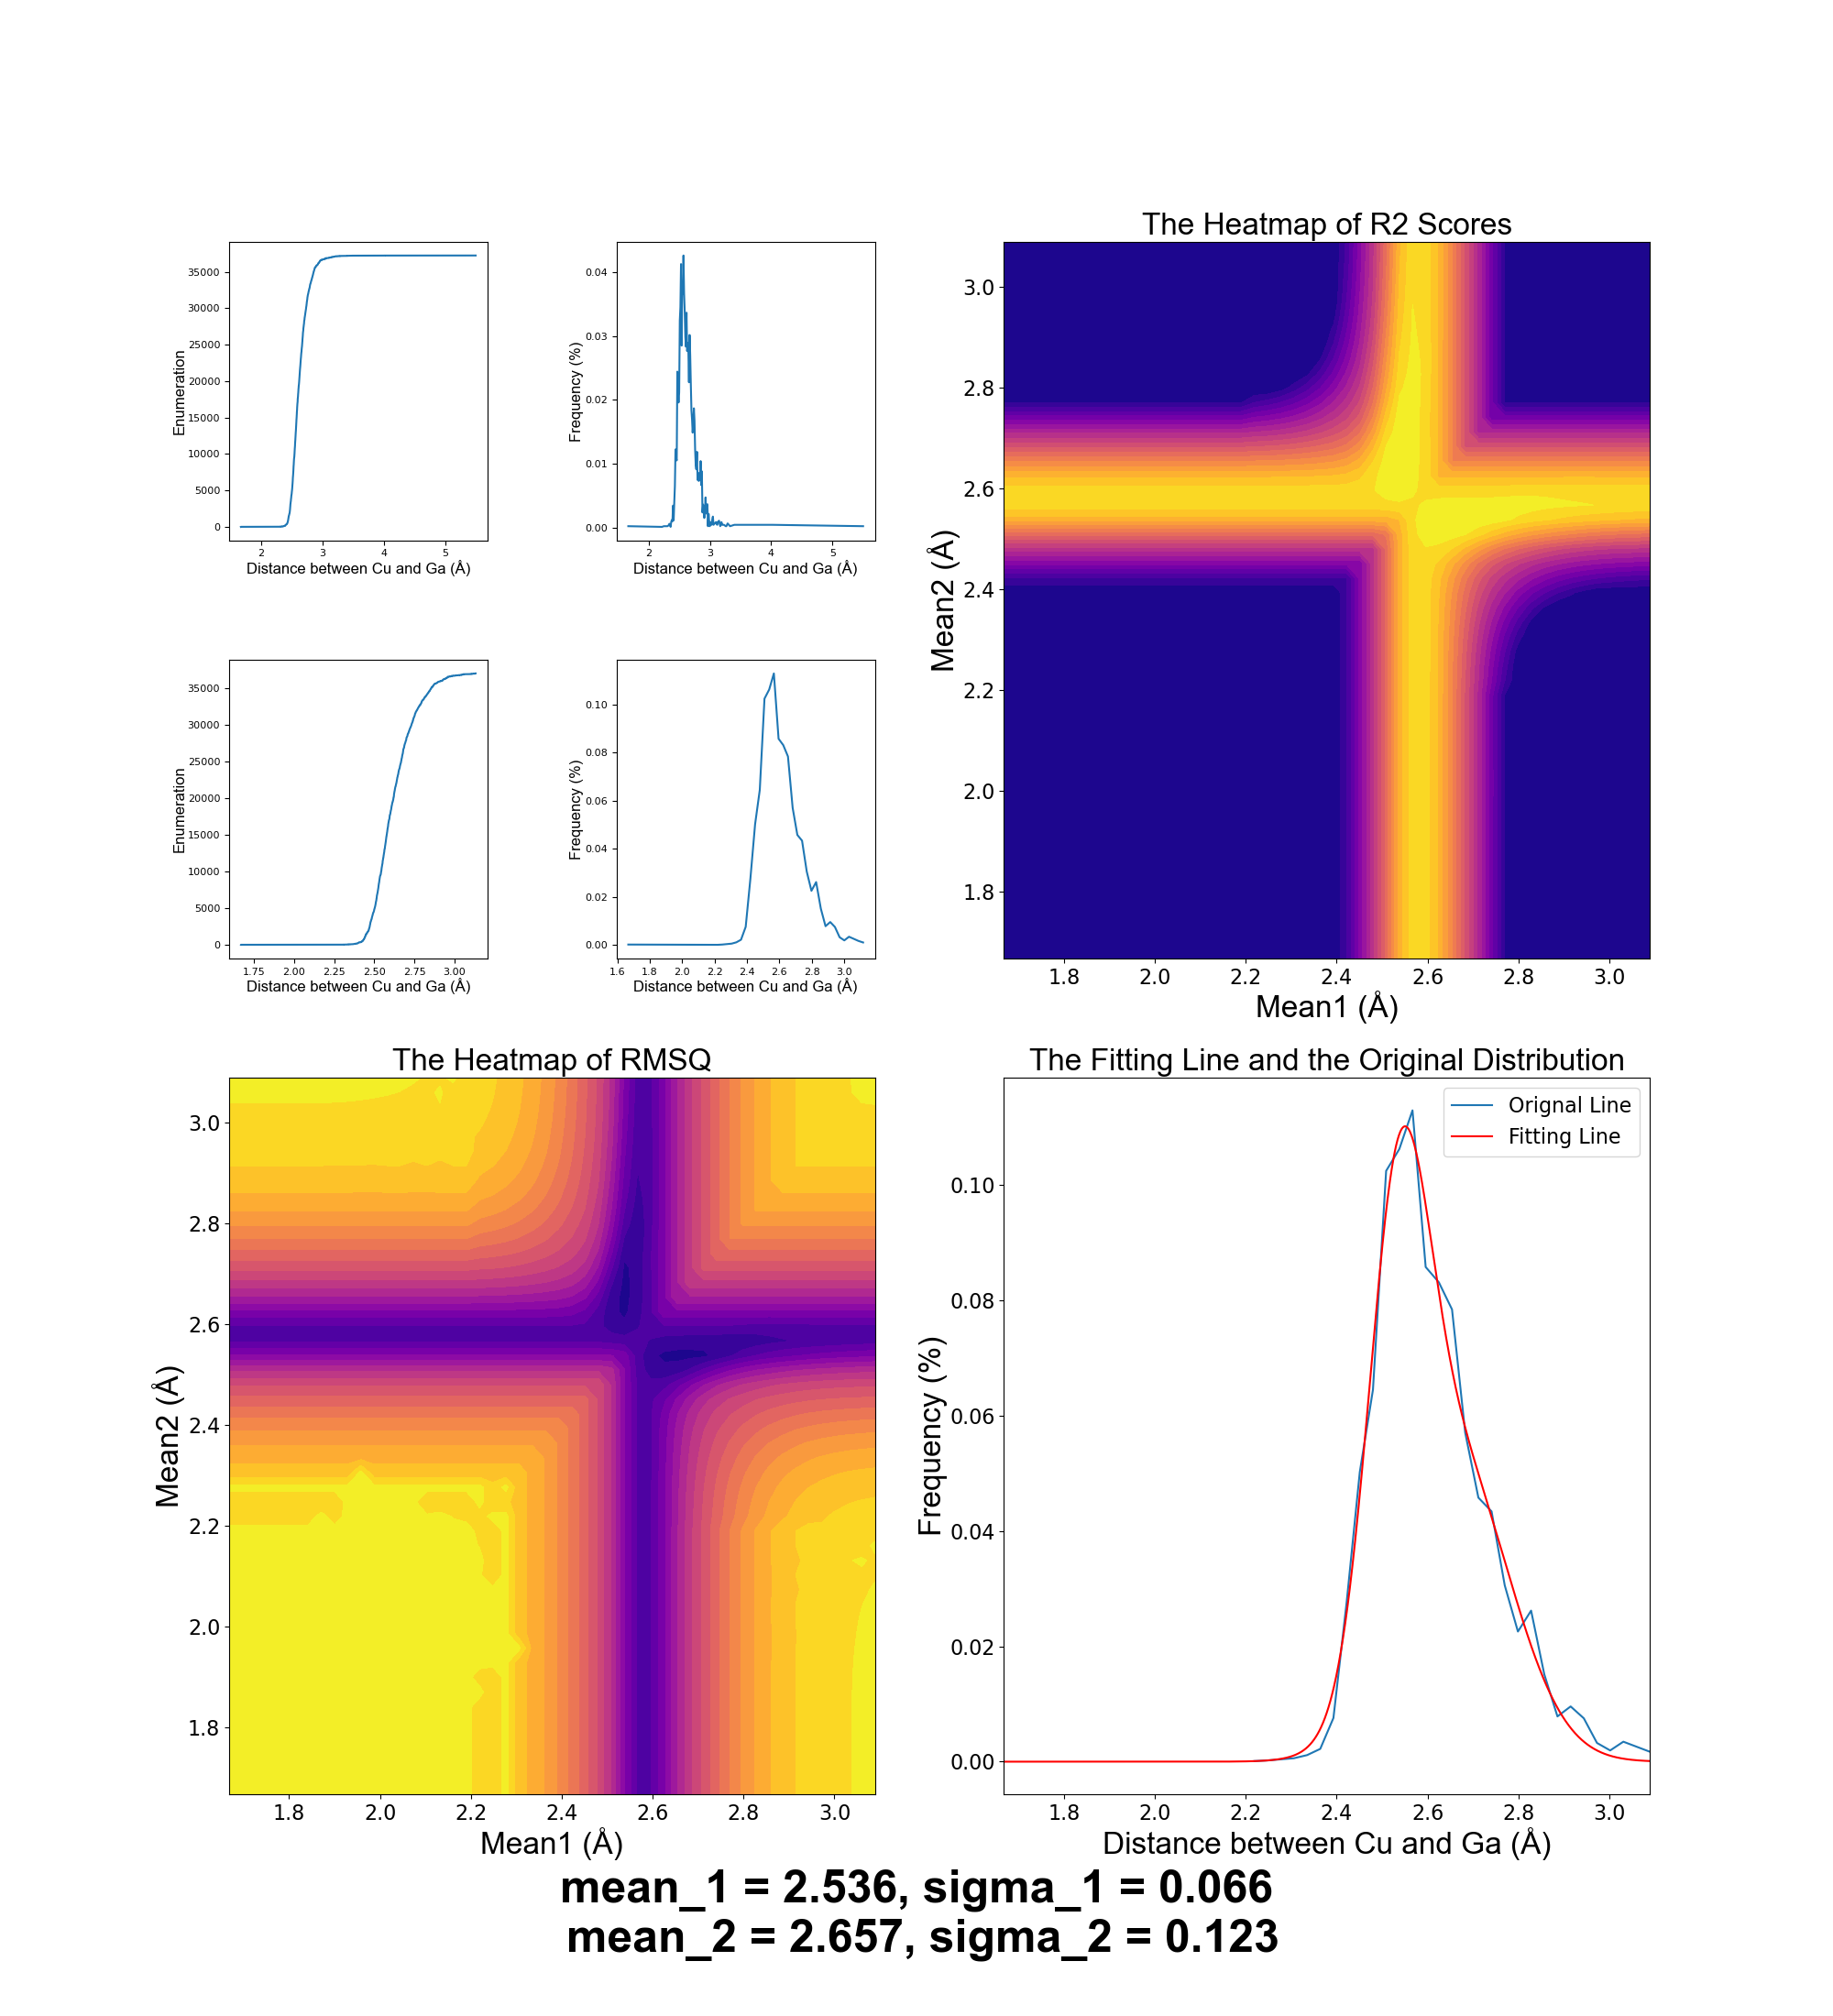 35000
30000
25000
20000
15000
10000
5000
0
Enumeration
2 3 4 5
Distance between Cu and Ga (Å)
0.04
0.03
0.02
0.01
0.00
Frequency (%)
2 3 4 5
Distance between Cu and Ga (Å)
The Heatmap of R2 Scores
3.0
2.8
2.6
2.4
2.2
2.0
1.8
Mean2 (Å)
1.8 2.0 2.2 2.4 2.6 2.8 3.0
Mean1 (Å)
35000
30000
25000
20000
15000
10000
5000
0
Enumeration
1.75 2.00 2.25 2.50 2.75 3.00
Distance between Cu and Ga (Å)
0.10
0.08
0.06
0.04
0.02
0.00
Frequency (%)
1.6 1.8 2.0 2.2 2.4 2.6 2.8 3.0
Distance between Cu and Ga (Å)
The Heatmap of RMSQ
3.0
2.8
2.6
2.4
2.2
2.0
1.8
Mean2 (Å)
1.8 2.0 2.2 2.4 2.6 2.8 3.0
Mean1 (Å)
The Fitting Line and the Original Distribution
Orignal Line
Fitting Line
0.10
0.08
0.06
0.04
0.02
0.00
Frequency (%)
1.8 2.0 2.2 2.4 2.6 2.8 3.0
Distance between Cu and Ga (Å)
mean_1 = 2.536, sigma_1 = 0.066
mean_2 = 2.657, sigma_2 = 0.123